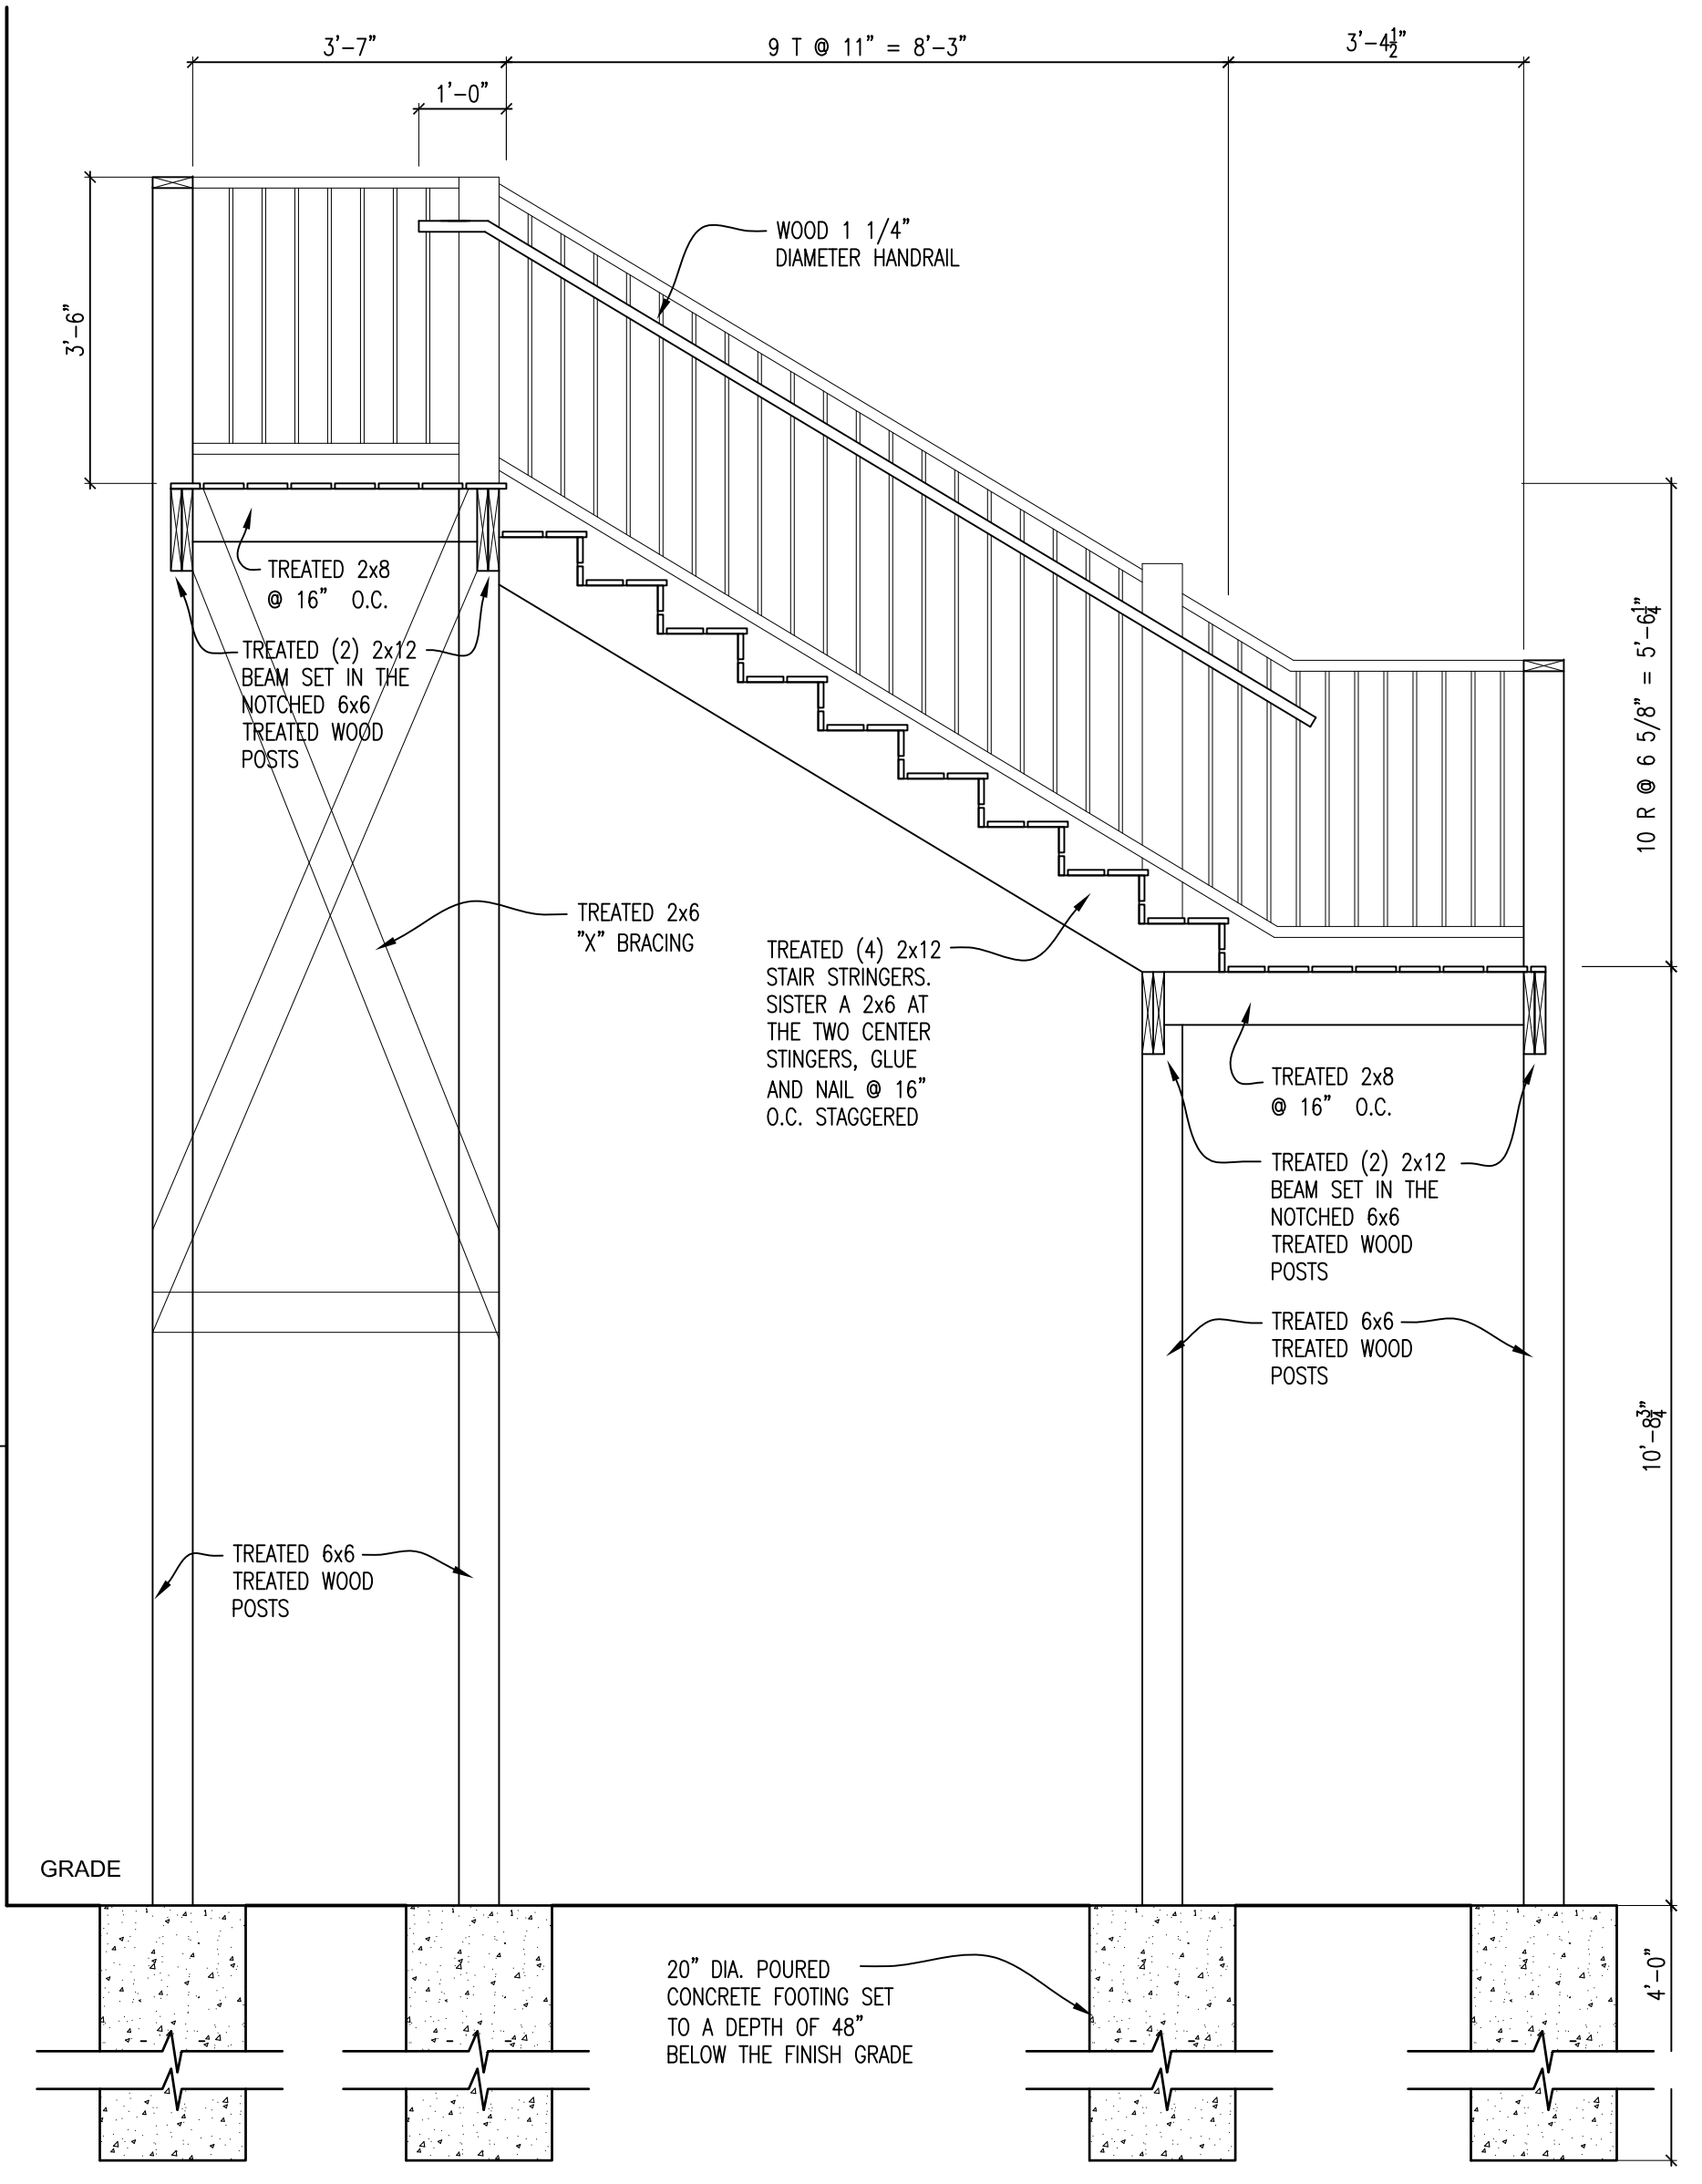 3'-7"
9 T @ 11" = 8'-3"
3'-4½"
1'-0"
3'-6"
WOOD 1 1/4"
DIAMETER HANDRAIL
TREATED 2x8
@ 16" O.C.
TREATED (2) 2x12
BEAM SET IN THE
NOTCHED 6x6
TREATED WOOD
POSTS
10 R @ 6 5/8" = 5'-6¼"
TREATED 2x6
"X" BRACING
TREATED (4) 2x12
STAIR STRINGERS.
SISTER A 2x6 AT
THE TWO CENTER
STINGERS, GLUE
AND NAIL @ 16"
O.C. STAGGERED
TREATED 2x8
@ 16" O.C.
TREATED (2) 2x12
BEAM SET IN THE
NOTCHED 6x6
TREATED WOOD
POSTS
TREATED 6x6
TREATED WOOD
POSTS
10'-8¾"
TREATED 6x6
TREATED WOOD
POSTS
GRADE
20" DIA. POURED
CONCRETE FOOTING SET
TO A DEPTH OF 48"
BELOW THE FINISH GRADE
4'-0"